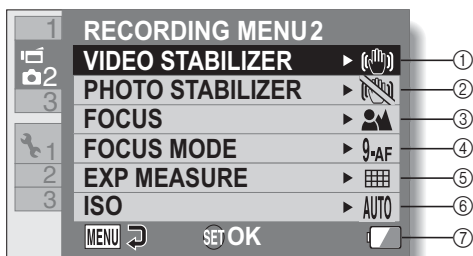 1 RECORDING MENU 2
VIDEO STABILIZER ①
2 PHOTO STABILIZER ②
3 FOCUS ③
1 FOCUS MODE 9-AF ④
2 EXP MEASURE ⑤
3 ISO AUTO ⑥
MENU SET OK ⑦